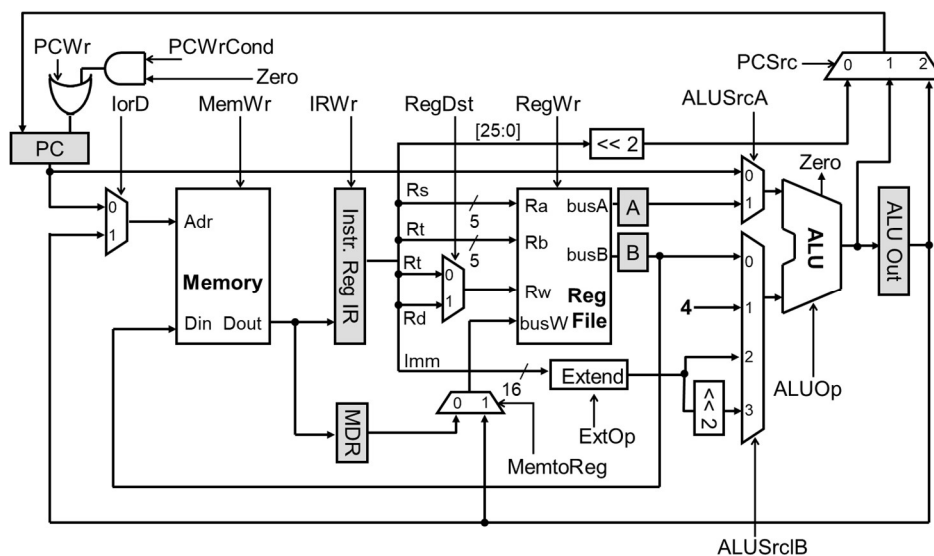 PCWr
PCWrCond
Zero
PCSrc
0 1 2
IorD
MemWr
IRWr
RegDst
RegWr
ALUSrcA
[25:0]
<< 2
PC
Zero
0
1
Adr
Memory
Din Dout
Instr. Reg IR
Rs
5
Rt
5
Rt
Rd
0
1
Ra
Rb
Rw
busW
busA
busB
Reg
File
A
B
0
1
ALU
ALU Out
0
4
1
2
3
Imm
16
Extend
<< 2
ALUOp
MDR
0 1
ExtOp
MemtoReg
ALUSrclB